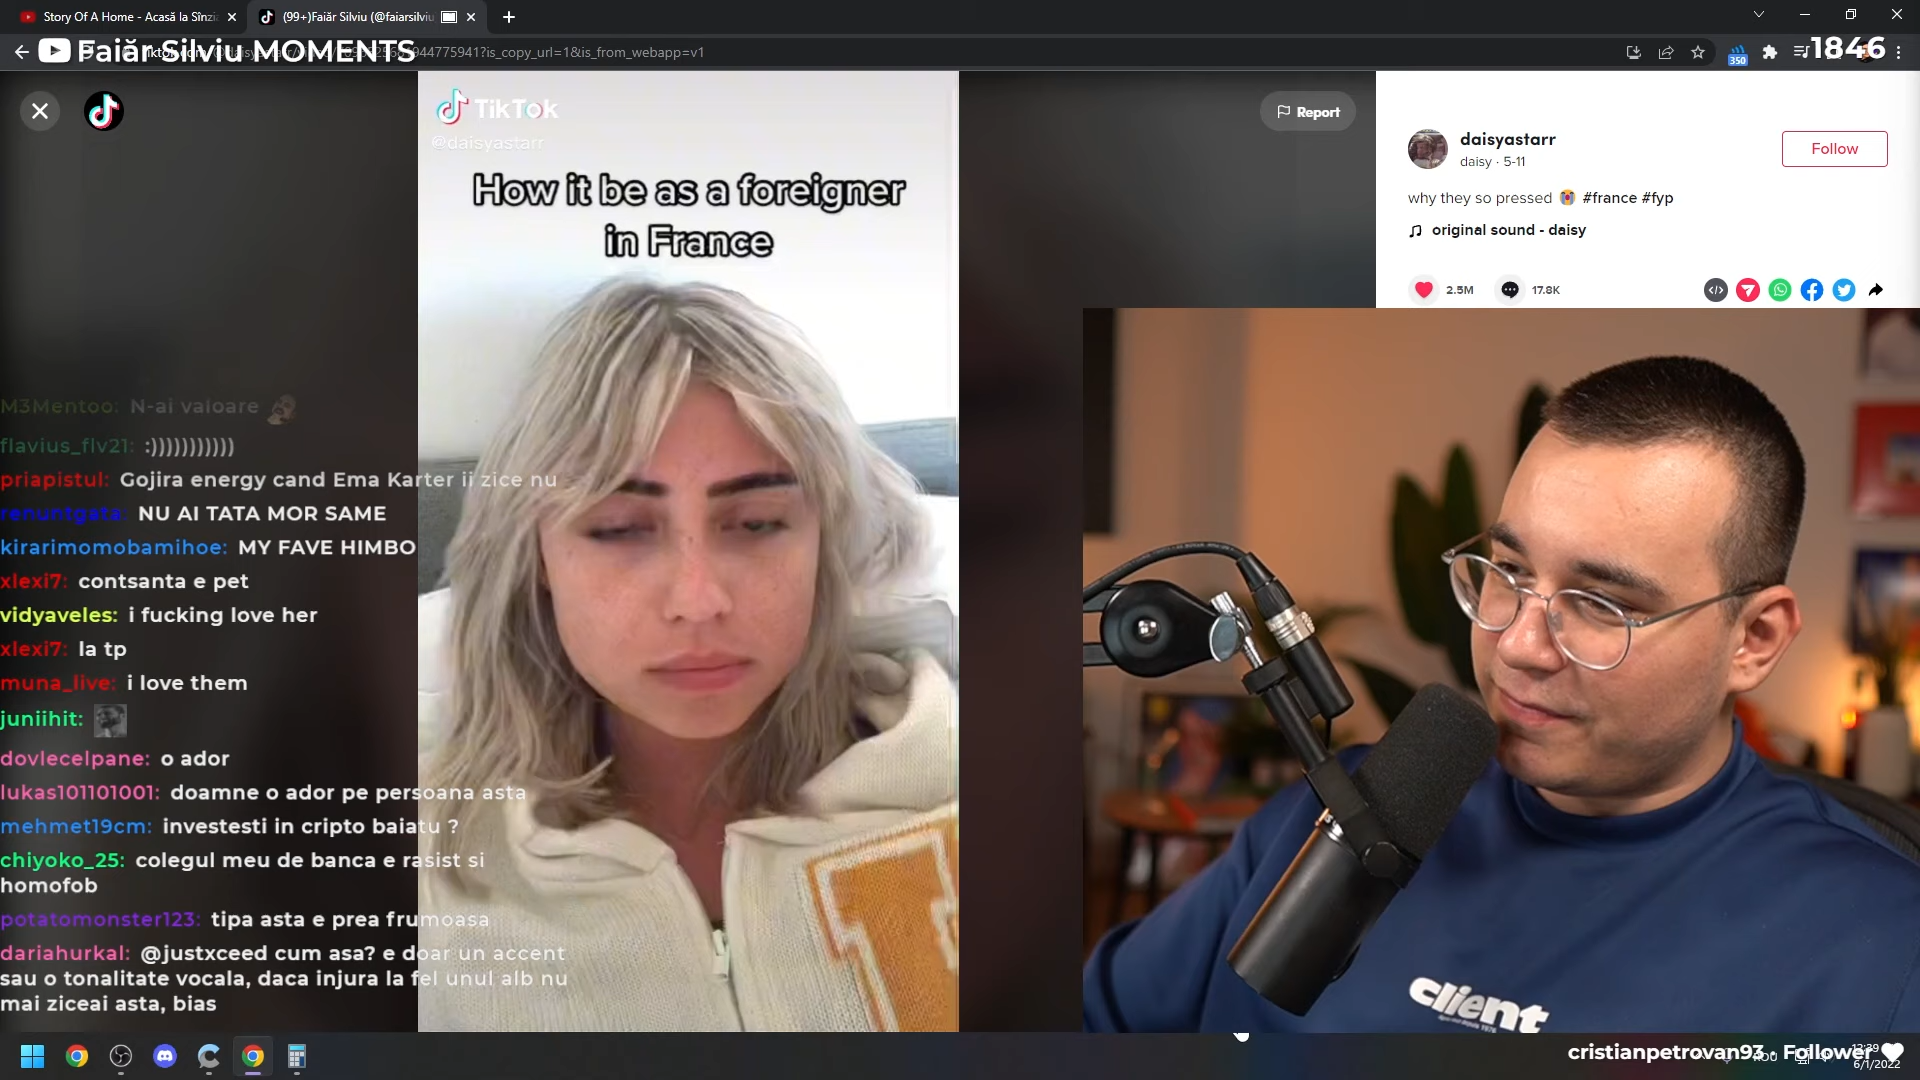 Story Of A Home - Acasă la Sînzi
(99+)Faiăr Silviu (@faiarsilviu
Faiăr Silviu MOMENTS
944775941?is_copy_url=1&is_from_webapp=v1
350
1846
TikTok
@daisyastarr
How it be as a foreigner
in France
Report
daisyastarr
daisy · 5-11
Follow
why they so pressed 😭 #france #fyp
original sound - daisy
2.5M
17.8K
M3Mentoo: N-ai valoare
flavius_flv21: :)))))))))))
priapistul: Gojira energy cand Ema Karter ii zice nu
renuntgata: NU AI TATA MOR SAME
kirarimomobamihoe: MY FAVE HIMBO
xlexi7: contsanta e pet
vidyaveles: i fucking love her
xlexi7: la tp
muna_live: i love them
juniihit:
dovlecelpane: o ador
lukas101101001: doamne o ador pe persoana asta
mehmet19cm: investesti in cripto baiatu ?
chiyoko_25: colegul meu de banca e rasist si
homofob
potatomonster123: tipa asta e prea frumoasa
dariahurkal: @justxceed cum asa? e doar un accent
sau o tonalitate vocala, daca injura la fel unul alb nu
mai ziceai asta, bias
client
cristianpetrovan93 - Follower
12:39
6/1/2022